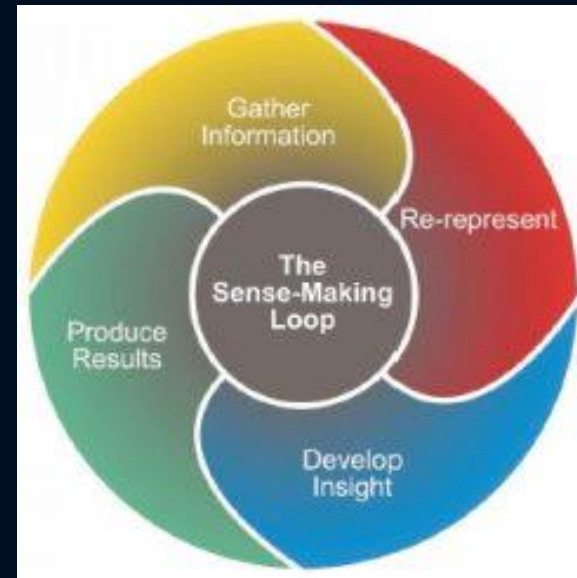 Gather
Information
Re-represent
The
Sense-Making
Loop
Produce
Results
Develop
Insight